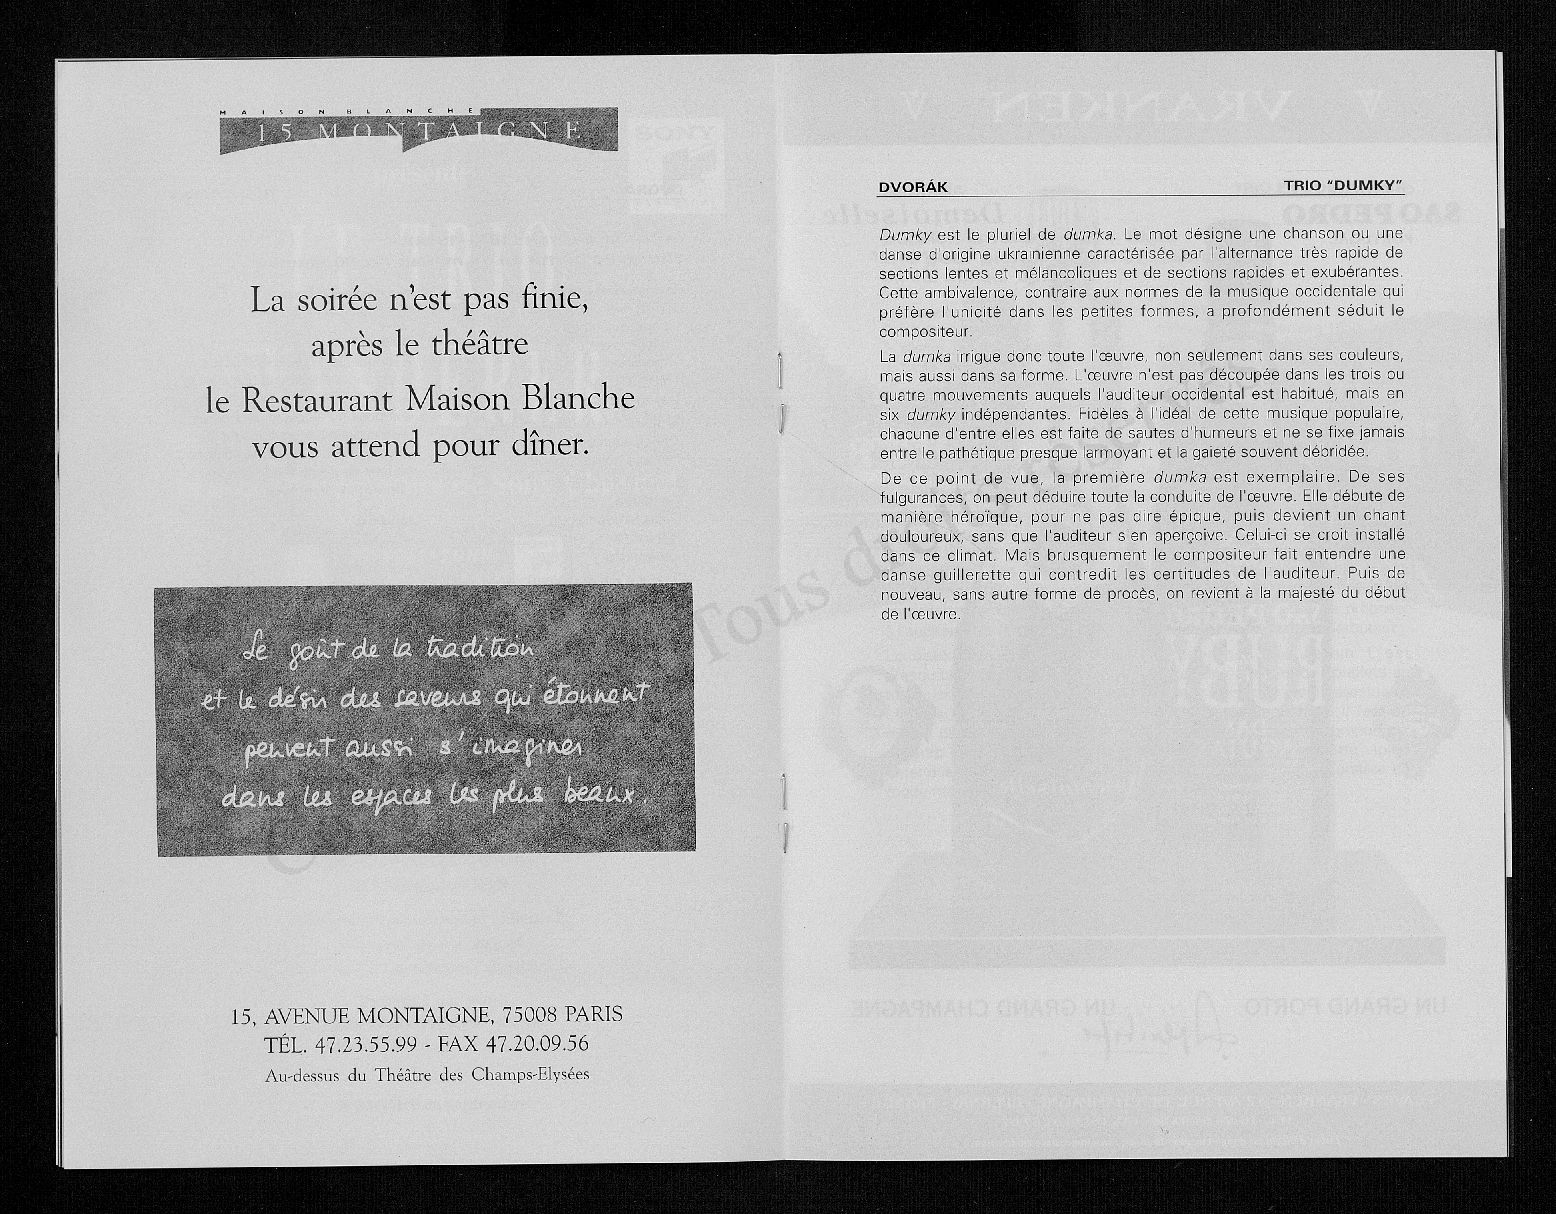 MAISON BLANCHE
15 MONTAIGNE
La soirée n'est pas finie,
après le théâtre
le Restaurant Maison Blanche
vous attend pour dîner.
Le goût de la tradition
et le désir des saveurs qui étonnent
peuvent aussi s'imaginer
dans les espaces les plus beaux.
15, AVENUE MONTAIGNE, 75008 PARIS
TÉL. 47.23.55.99 - FAX 47.20.09.56
Au-dessus du Théâtre des Champs-Elysées
DVORÁK TRIO "DUMKY"
Dumky est le pluriel de dumka. Le mot désigne une chanson ou une
danse d'origine ukrainienne caractérisée par l'alternance très rapide de
sections lentes et mélancoliques et de sections rapides et exubérantes.
Cette ambivalence, contraire aux normes de la musique occidentale qui
préfère l'unicité dans les petites formes, a profondément séduit le
compositeur.
La dumka irrigue donc toute l'œuvre, non seulement dans ses couleurs,
mais aussi dans sa forme. L'œuvre n'est pas découpée dans les trois ou
quatre mouvements auquels l'auditeur occidental est habitué, mais en
six dumky indépendantes. Fidèles à l'idéal de cette musique populaire,
chacune d'entre elles est faite de sautes d'humeurs et ne se fixe jamais
entre le pathétique presque larmoyant et la gaieté souvent débridée.
De ce point de vue, la première dumka est exemplaire. De ses
fulgurances, on peut déduire toute la conduite de l'œuvre. Elle débute de
manière héroïque, pour ne pas dire épique, puis devient un chant
douloureux, sans que l'auditeur s'en aperçoive. Celui-ci se croit installé
dans ce climat. Mais brusquement le compositeur fait entendre une
danse guillerette qui contredit les certitudes de l'auditeur. Puis de
nouveau, sans autre forme de procès, on revient à la majesté du début
de l'œuvre.
Tous